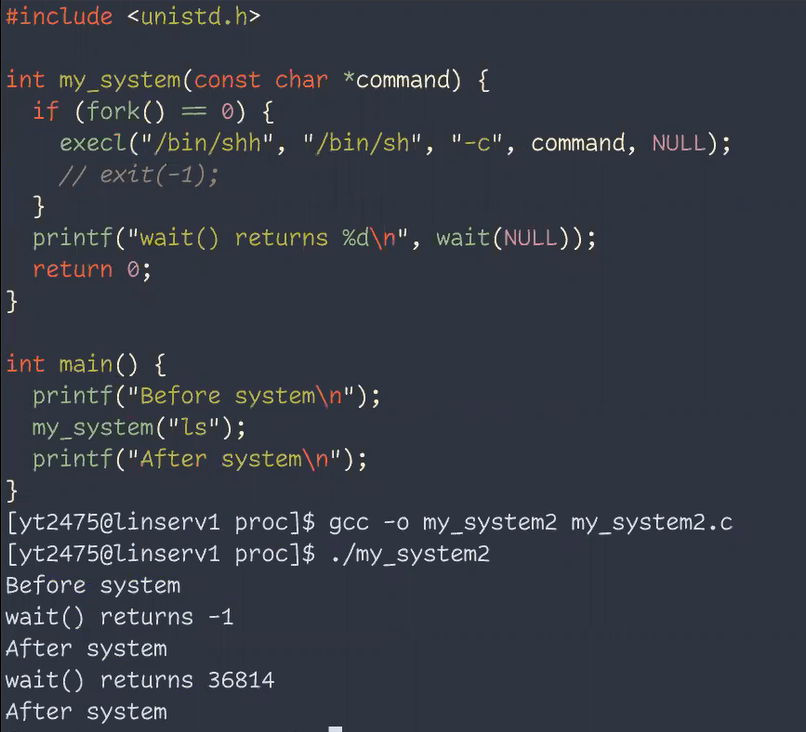 #include <unistd.h>

int my_system(const char *command) {
  if (fork() == 0) {
    execl("/bin/shh", "/bin/sh", "-c", command, NULL);
    // exit(-1);
  }
  printf("wait() returns %d\n", wait(NULL));
  return 0;
}

int main() {
  printf("Before system\n");
  my_system("ls");
  printf("After system\n");
}
[yt2475@linserv1 proc]$ gcc -o my_system2 my_system2.c
[yt2475@linserv1 proc]$ ./my_system2
Before system
wait() returns -1
After system
wait() returns 36814
After system